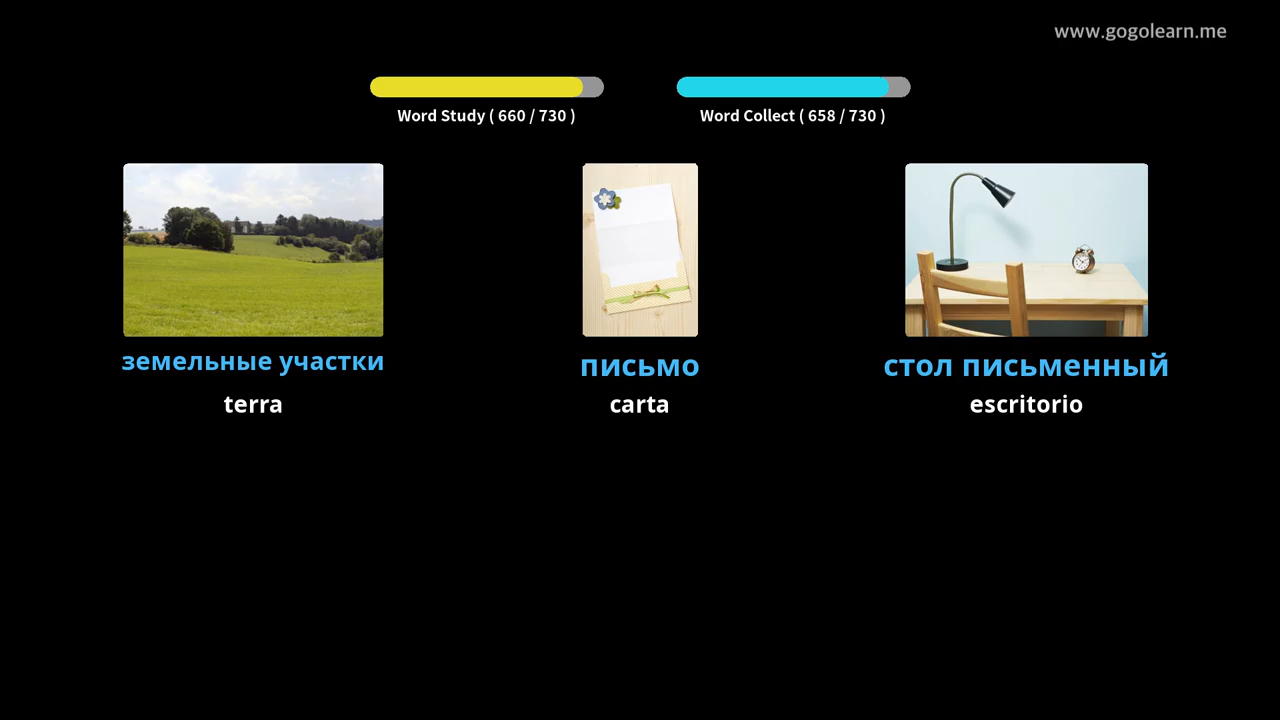 www.gogolearn.me
Word Study ( 660 / 730 )
Word Collect ( 658 / 730 )
земельные участки
письмо
стол письменный
terra
carta
escritorio